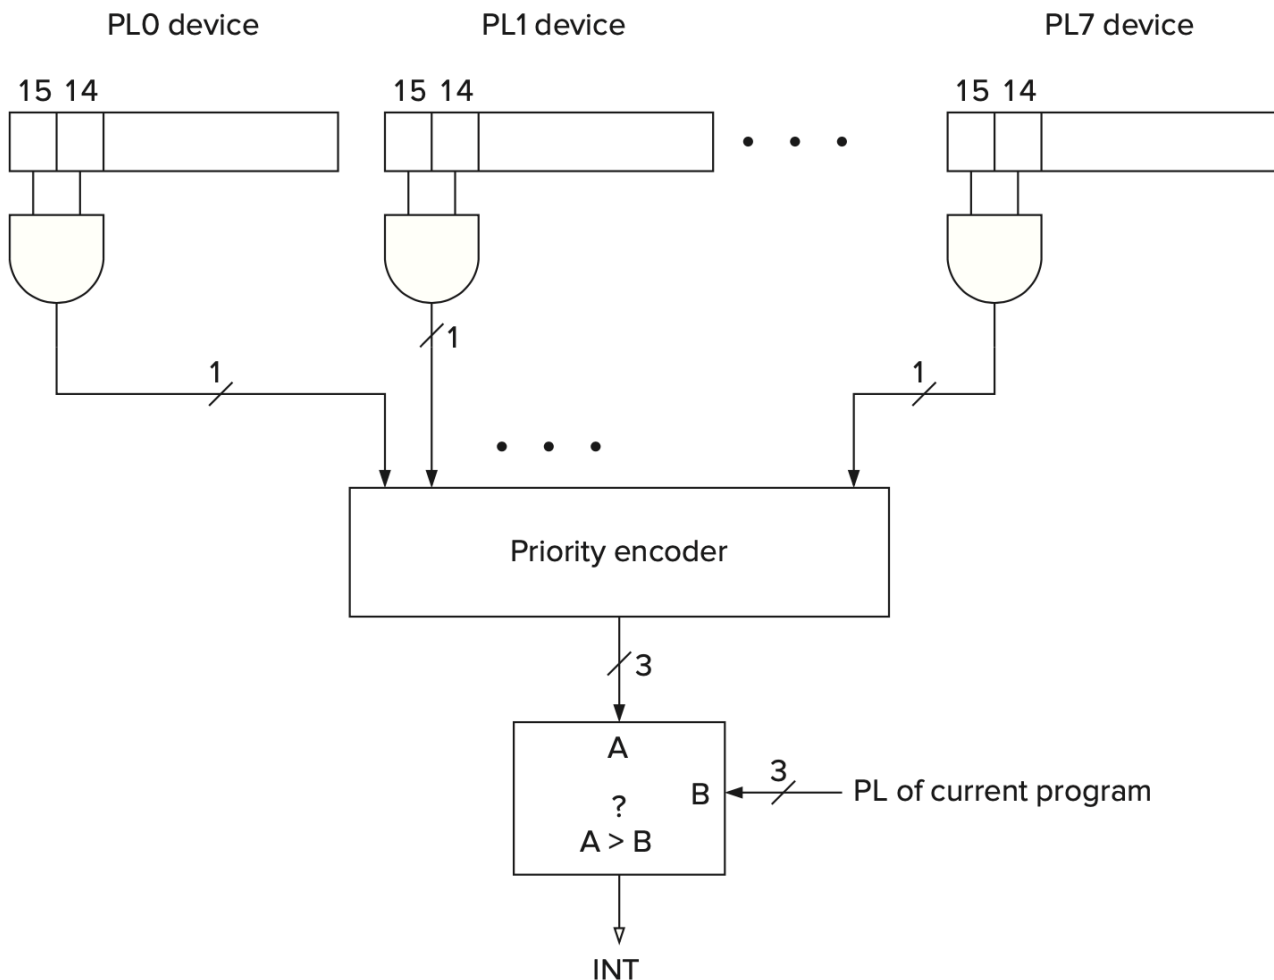 PL0 device PL1 device PL7 device
15 14 15 14 15 14
1
1 1
Priority encoder
3
A
3
B PL of current program
?
A > B
INT